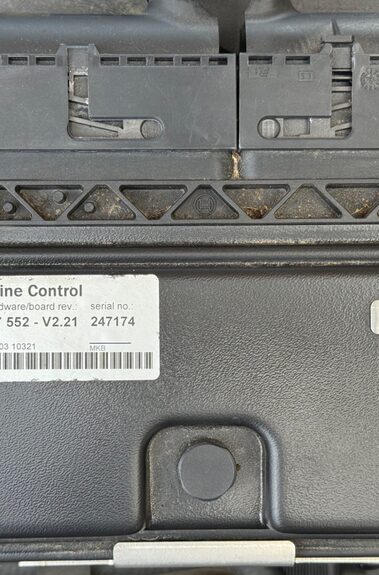 ine Control
dware/board rev.: serial no.:
552 - V2.21 247174
03 10321
MKB